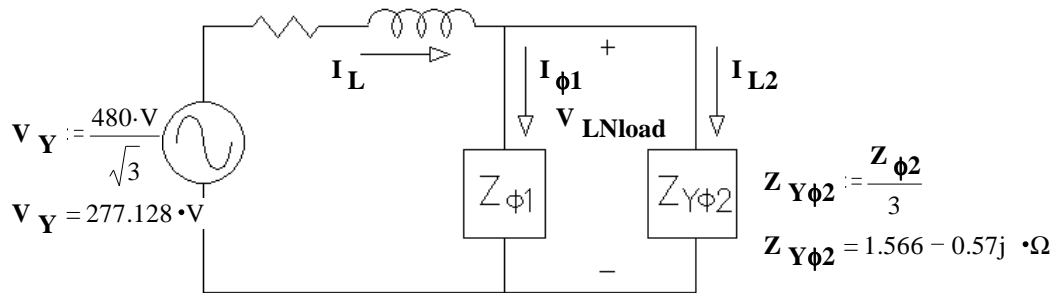 I L
I ϕ1
I L2
+
V LNload
V Y := 480·V / √3
V Y = 277.128 •V
Z Φ1
Z YΦ2
Z Yϕ2 := Z ϕ2 / 3
Z Yϕ2 = 1.566 − 0.57j •Ω
−